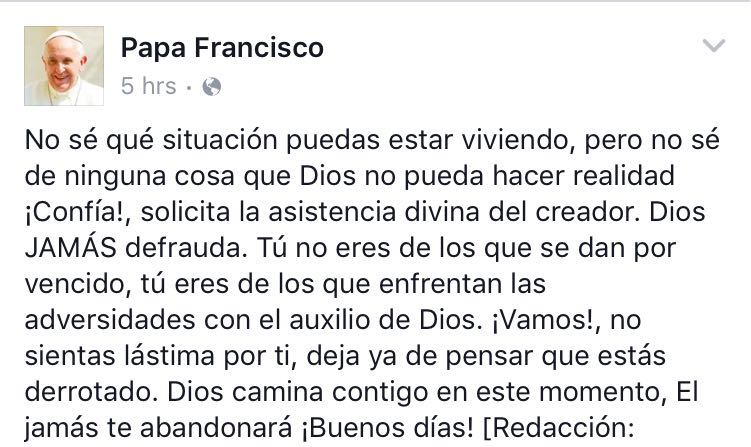 Papa Francisco
5 hrs ·
No sé qué situación puedas estar viviendo, pero no sé
de ninguna cosa que Dios no pueda hacer realidad
¡Confía!, solicita la asistencia divina del creador. Dios
JAMÁS defrauda. Tú no eres de los que se dan por
vencido, tú eres de los que enfrentan las
adversidades con el auxilio de Dios. ¡Vamos!, no
sientas lástima por ti, deja ya de pensar que estás
derrotado. Dios camina contigo en este momento, El
jamás te abandonará ¡Buenos días! [Redacción: